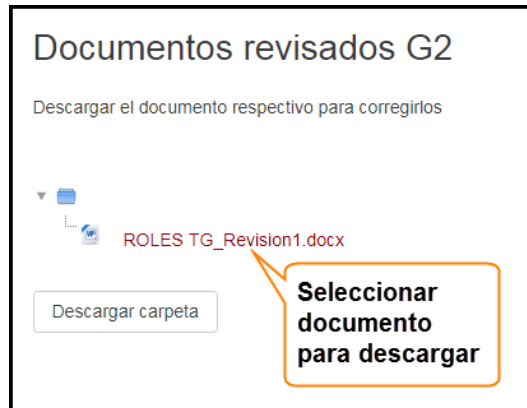 Documentos revisados G2
Descargar el documento respectivo para corregirlos
ROLES TG_Revision1.docx
Descargar carpeta
Seleccionar
documento
para descargar